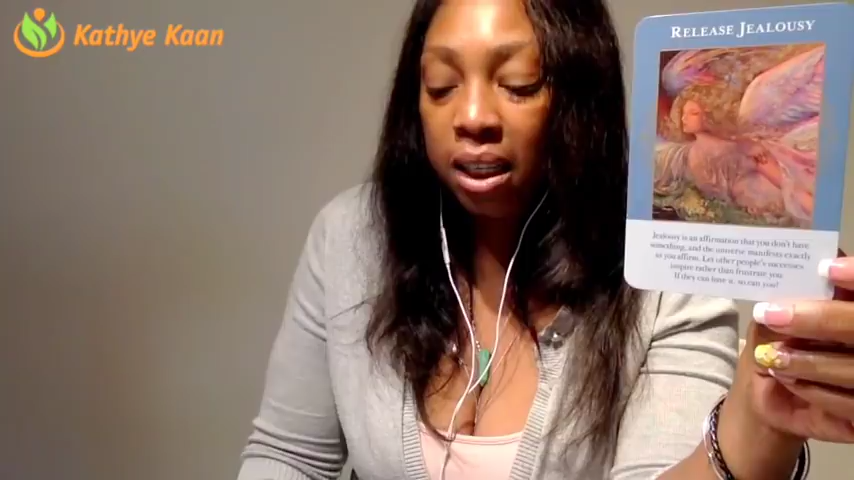 Kathye Kaan
RELEASE JEALOUSY
Jealousy is an affirmation that you don't have
something, and the universe manifests exactly
as you affirm. Let other people's successes
inspire rather than frustrate you.
If they can have it, so can you!